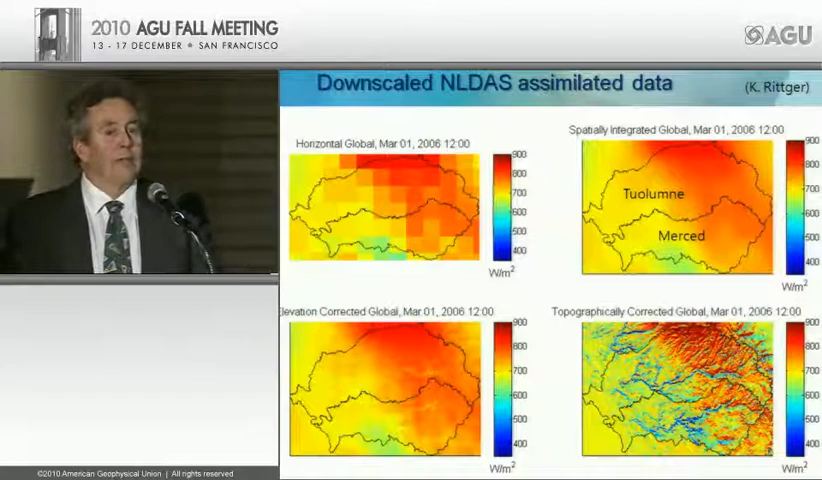 2010 AGU FALL MEETING
13 - 17 DECEMBER • SAN FRANCISCO
AGU
Downscaled NLDAS assimilated data
(K. Rittger)
Horizontal Global, Mar 01, 2006 12:00
900
800
700
600
500
400
W/m²
Spatially Integrated Global, Mar 01, 2006 12:00
Tuolumne
Merced
900
800
700
600
500
400
W/m²
Elevation Corrected Global, Mar 01, 2006 12:00
900
800
700
600
500
400
W/m²
Topographically Corrected Global, Mar 01, 2006 12:00
900
800
700
600
500
400
W/m²
©2010 American Geophysical Union | All rights reserved